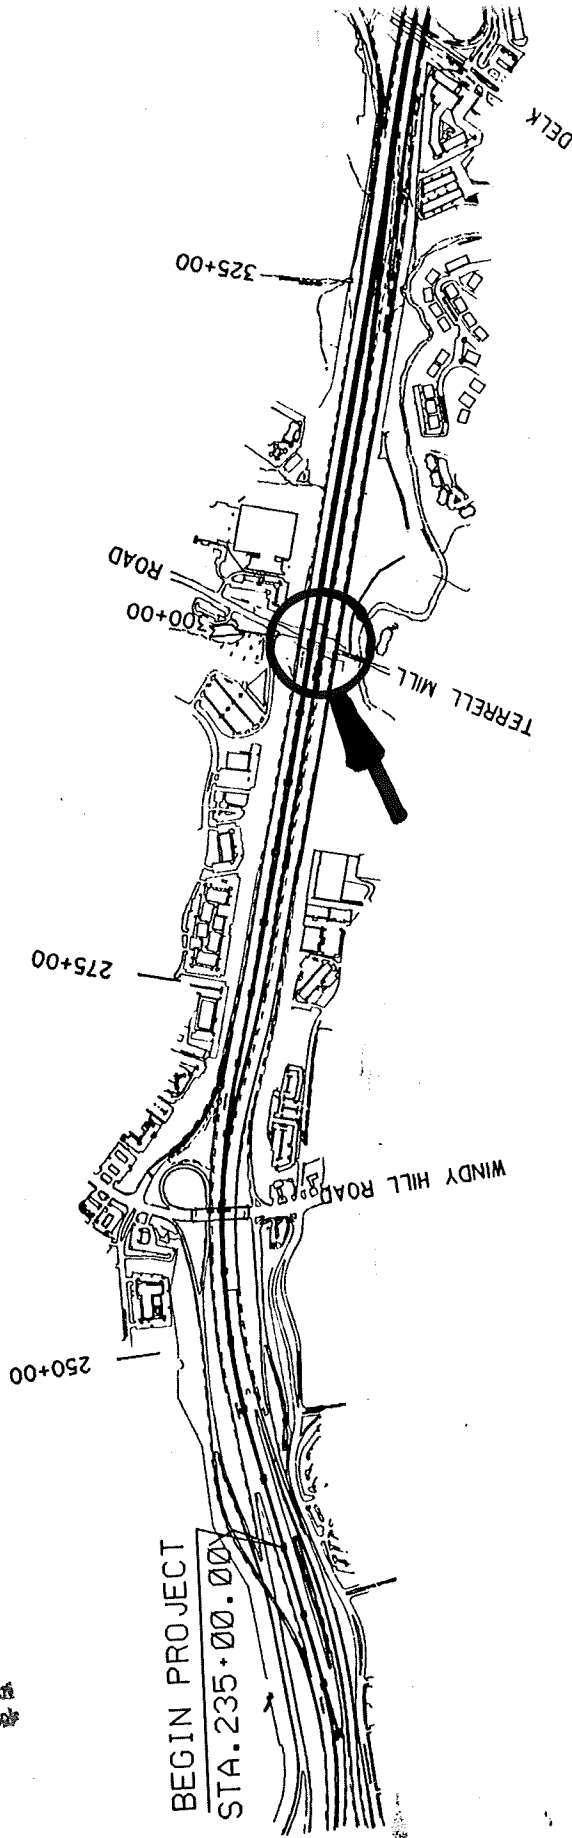 DELK
325+00
ROAD
300+00
TERRELL MILL
275+00
WINDY HILL ROAD
250+00
BEGIN PROJECT
STA.235+00.00